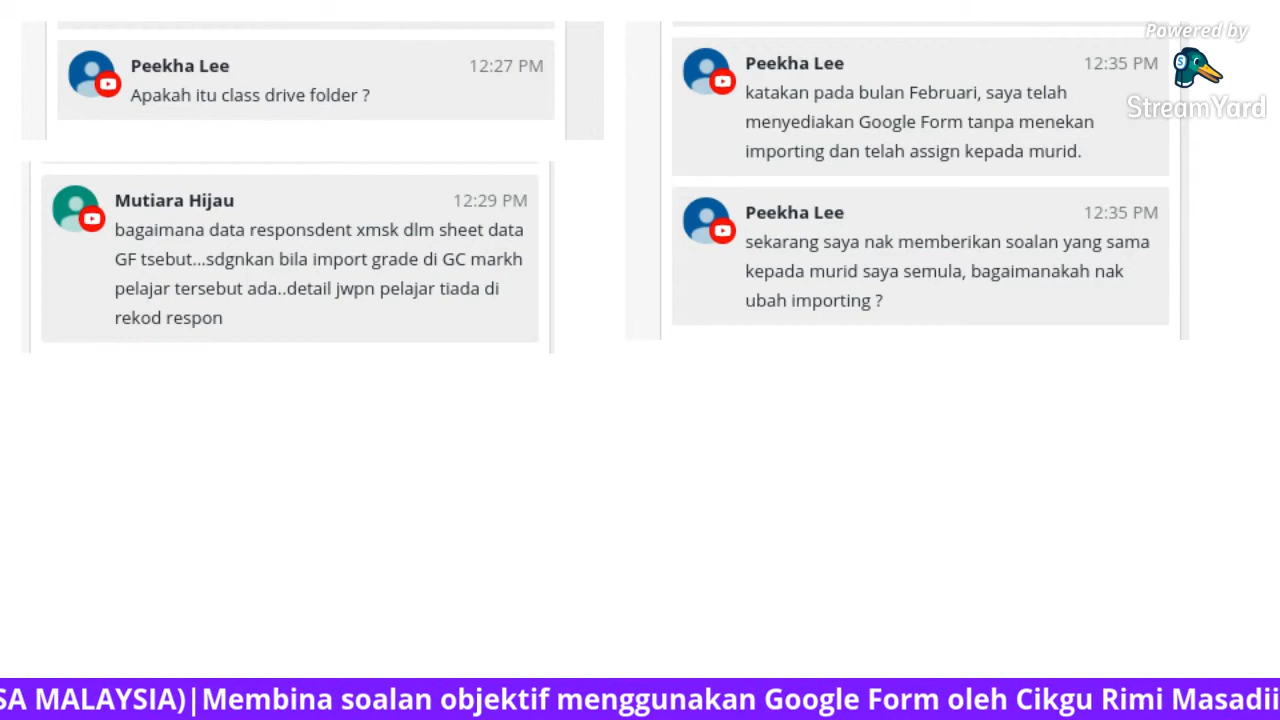 Peekha Lee 12:27 PM
Apakah itu class drive folder ?
Mutiara Hijau 12:29 PM
bagaimana data responsdent xmsk dlm sheet data
GF tsebut...sdgnkan bila import grade di GC markh
pelajar tersebut ada..detail jwpn pelajar tiada di
rekod respon
Peekha Lee 12:35 PM
katakan pada bulan Februari, saya telah
menyediakan Google Form tanpa menekan
importing dan telah assign kepada murid.
Peekha Lee 12:35 PM
sekarang saya nak memberikan soalan yang sama
kepada murid saya semula, bagaimanakah nak
ubah importing ?
Powered by
S
StreamYard
SA MALAYSIA)|Membina soalan objektif menggunakan Google Form oleh Cikgu Rimi Masadii